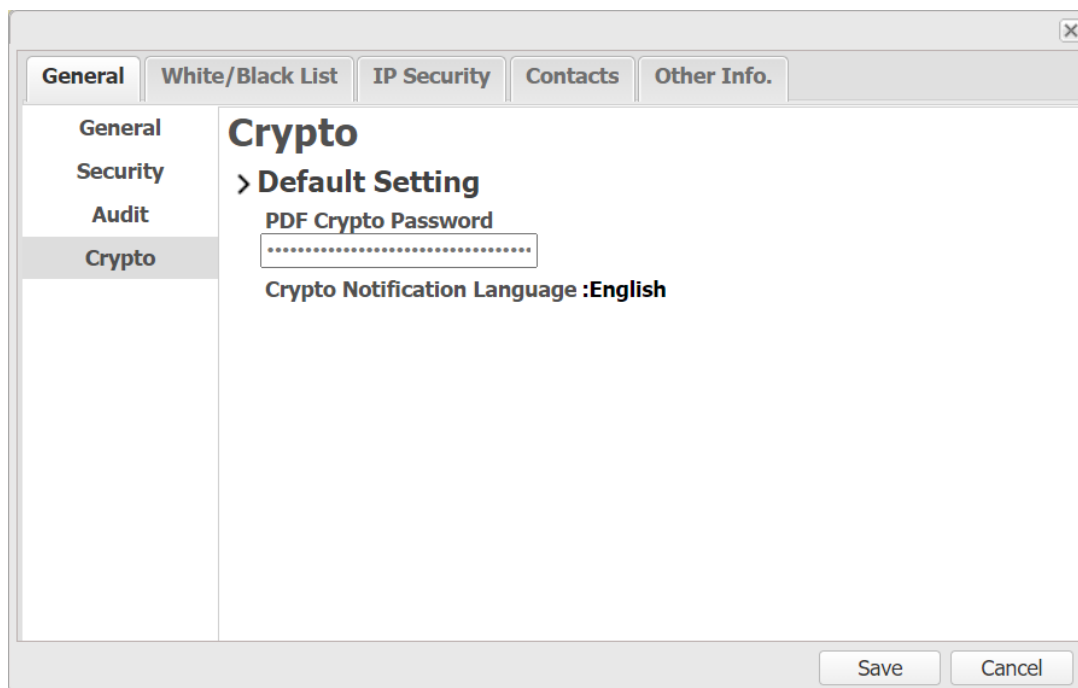 General White/Black List IP Security Contacts Other Info.
General
Security
Audit
Crypto
Crypto
Default Setting
PDF Crypto Password
••••••••••••••••••••••••••••••••••
Crypto Notification Language :English
Save Cancel